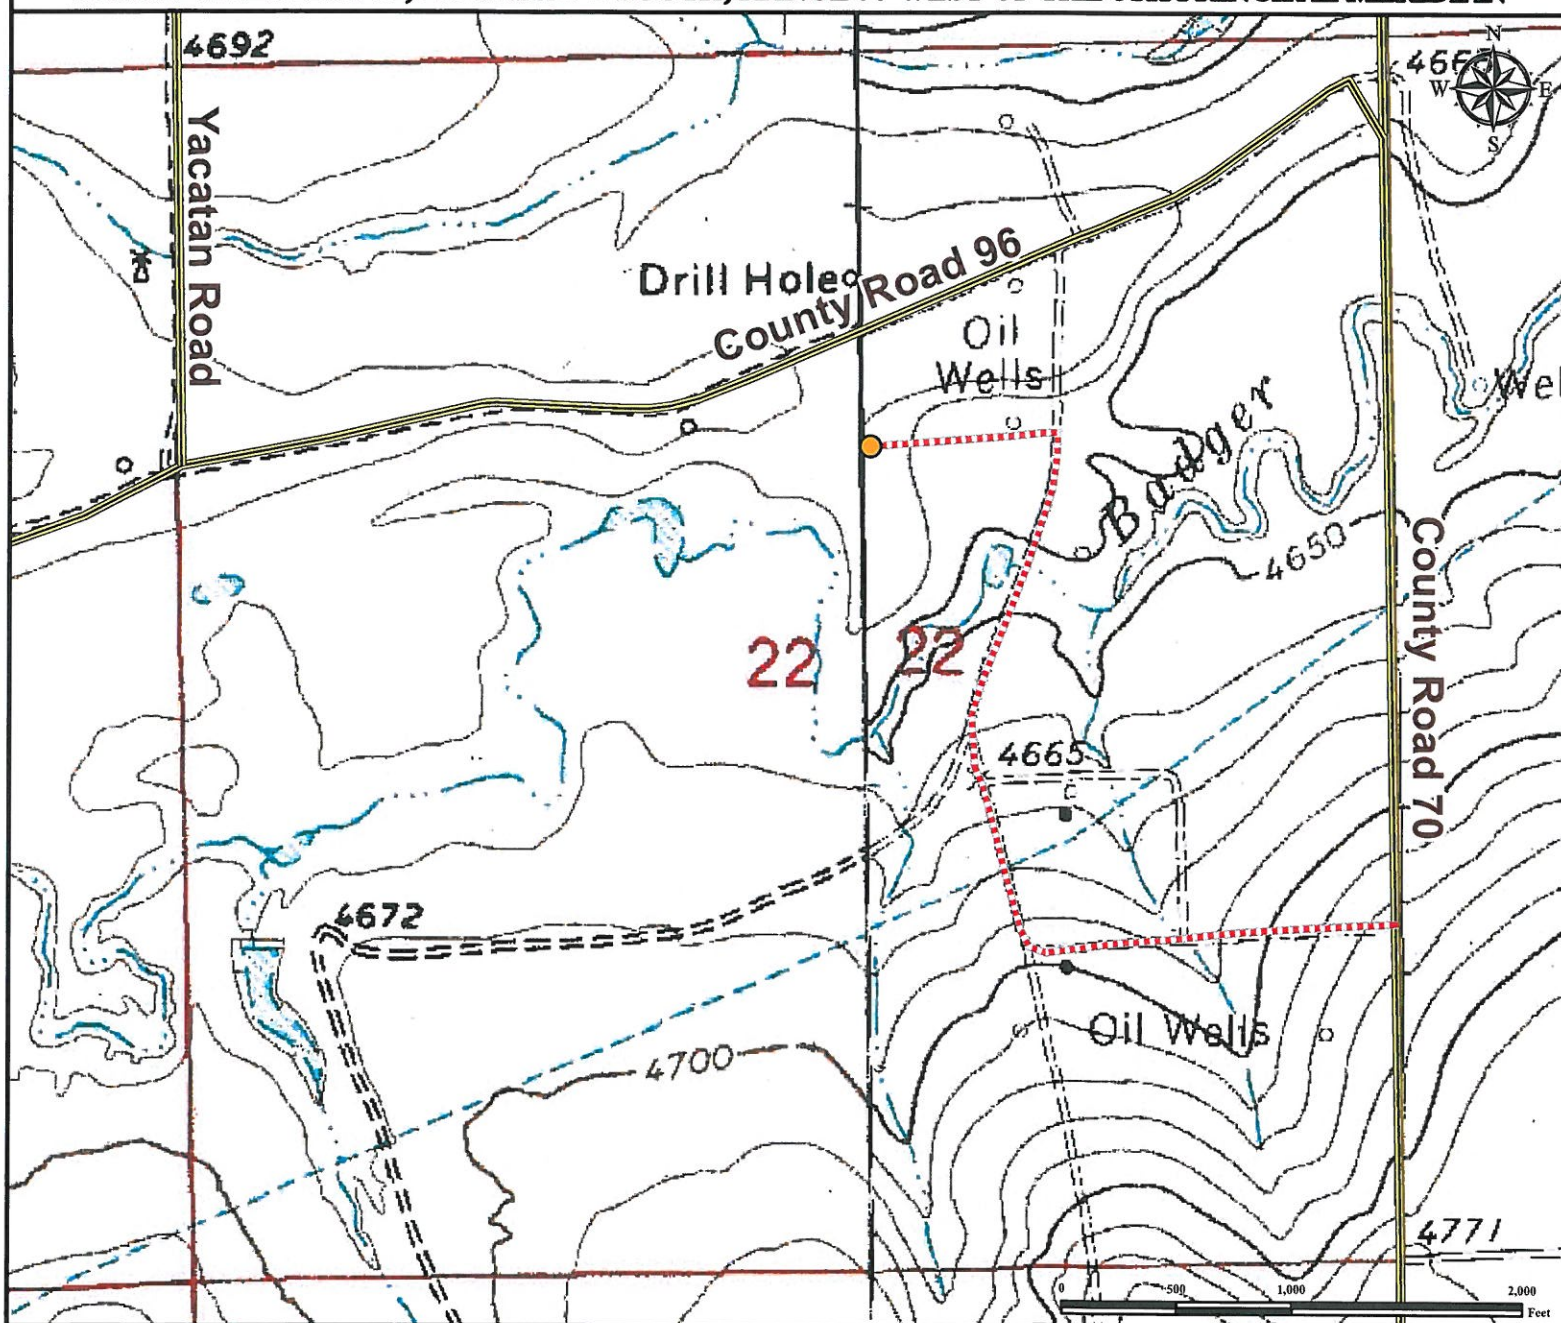 4692
N
W
E
S
Yacatan Road
Drill Hole
County Road 96
Oil
Wells
Wel
Badger
4650
County Road 70
22
22
4665
4672
Oil Wells
4700
4771
0
500
1,000
2,000
Feet